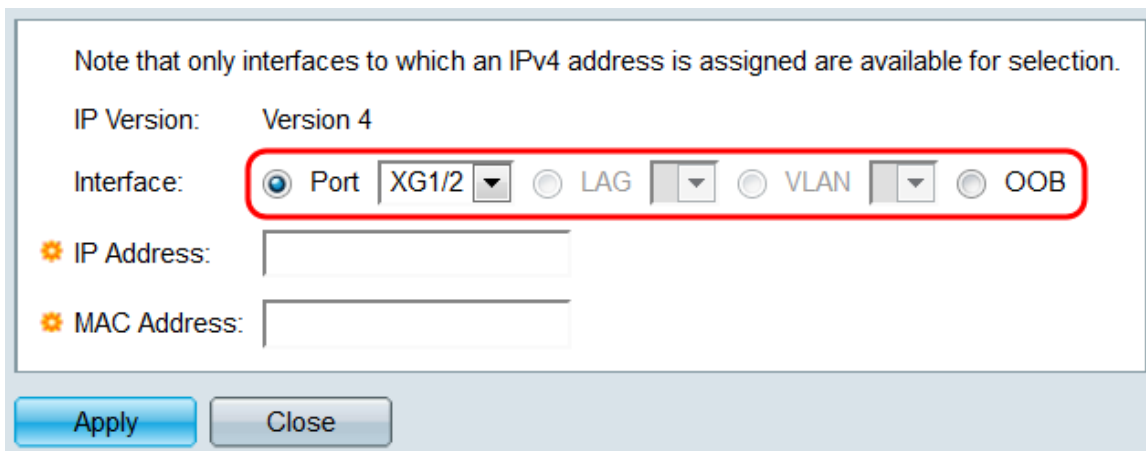 Note that only interfaces to which an IPv4 address is assigned are available for selection.
IP Version: Version 4
Interface: Port XG1/2 LAG VLAN OOB
IP Address:
MAC Address:
Apply Close